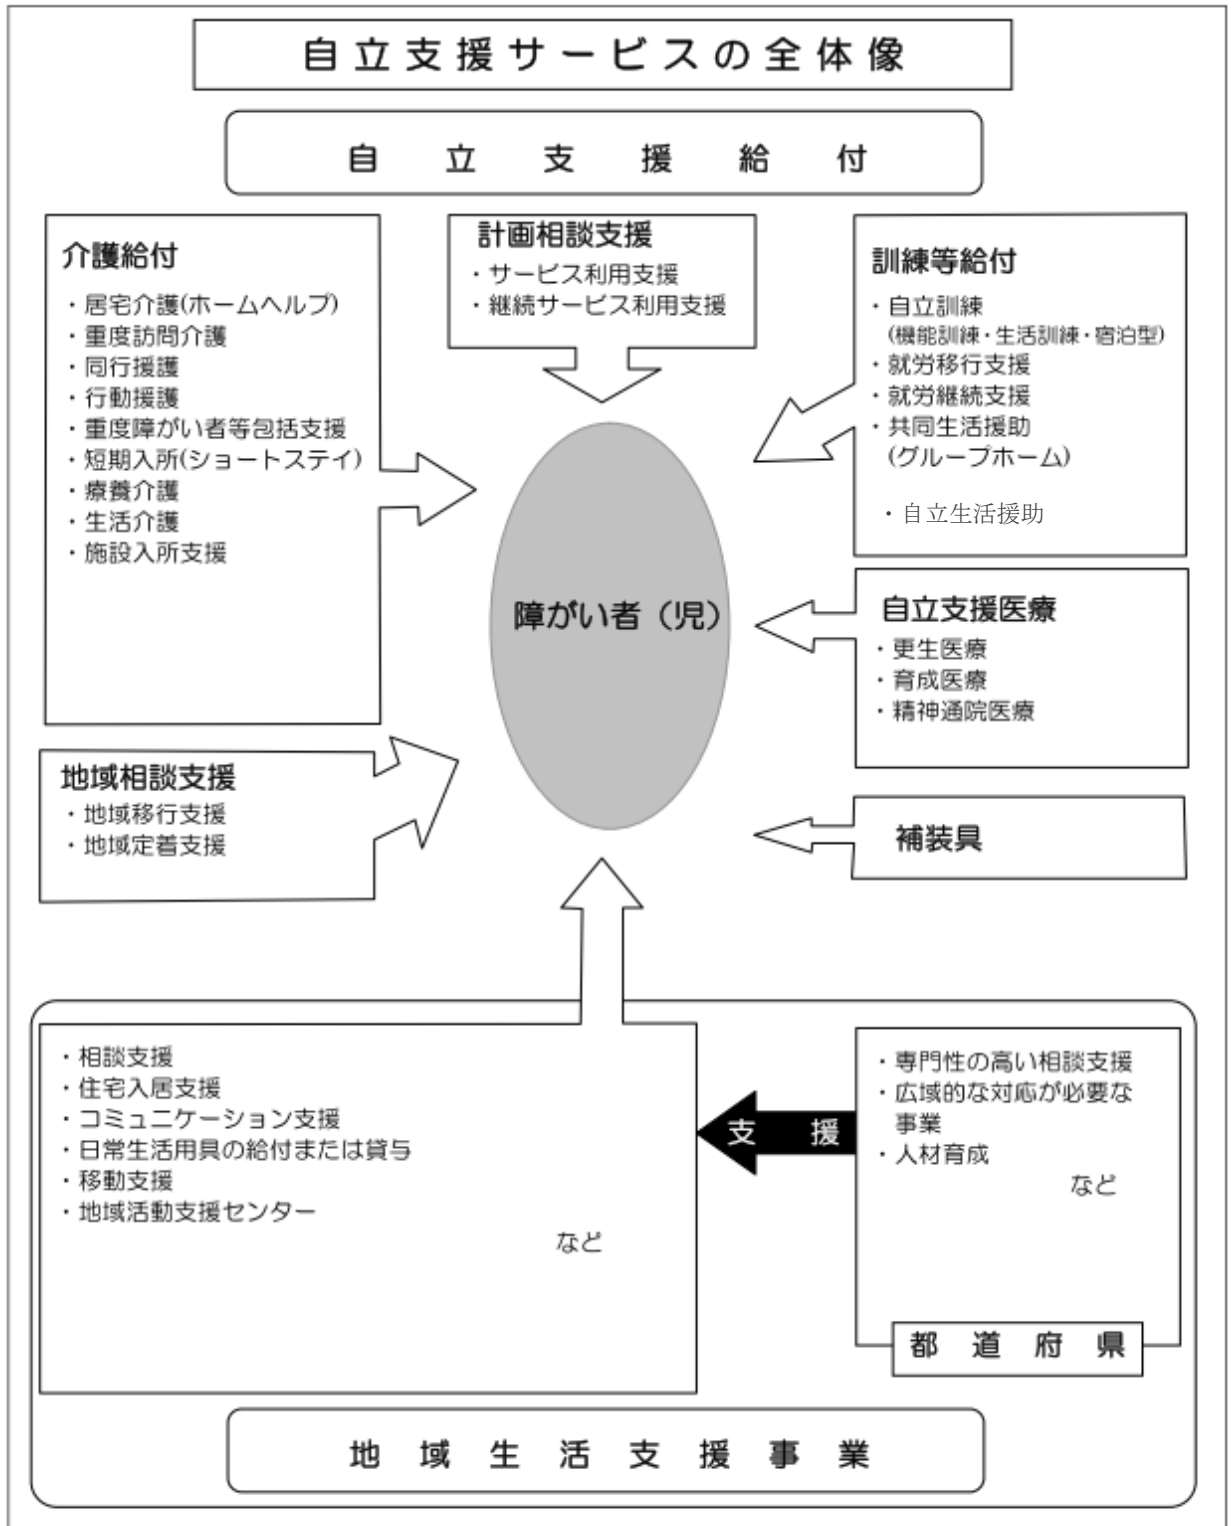 自立支援サービスの全体像
自立支援給付
介護給付
・居宅介護(ホームヘルプ)
・重度訪問介護
・同行援護
・行動援護
・重度障がい者等包括支援
・短期入所(ショートステイ)
・療養介護
・生活介護
・施設入所支援
計画相談支援
・サービス利用支援
・継続サービス利用支援
訓練等給付
・自立訓練
(機能訓練・生活訓練・宿泊型)
・就労移行支援
・就労継続支援
・共同生活援助
(グループホーム)
・自立生活援助
障がい者（児）
自立支援医療
・更生医療
・育成医療
・精神通院医療
地域相談支援
・地域移行支援
・地域定着支援
補装具
・相談支援
・住宅入居支援
・コミュニケーション支援
・日常生活用具の給付または貸与
・移動支援
・地域活動支援センター
など
支援
・専門性の高い相談支援
・広域的な対応が必要な
事業
・人材育成
など
都道府県
地域生活支援事業